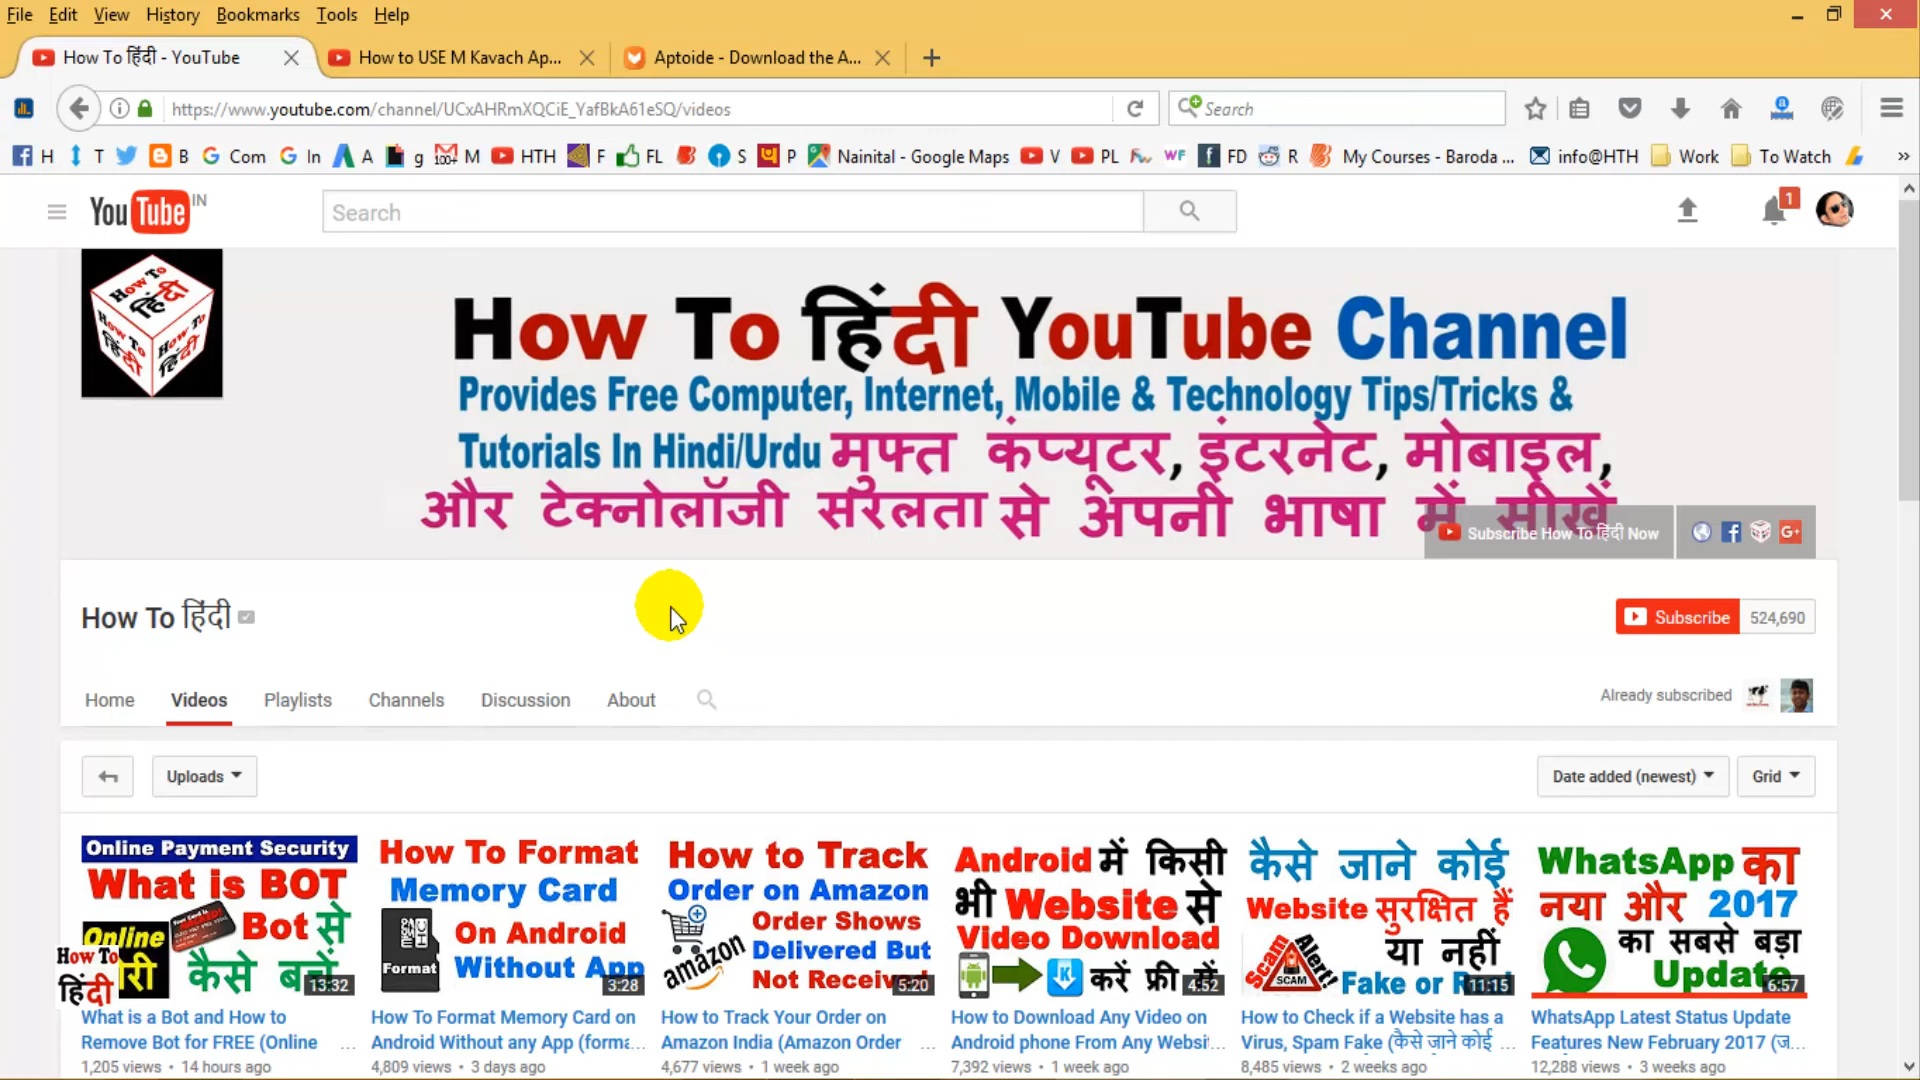 File Edit View History Bookmarks Tools Help
How To हिंदी - YouTube
How to USE M Kavach Ap...
Aptoide - Download the A...
https://www.youtube.com/channel/UCxAHRmXQCiE_YafBkA61eSQ/videos
Search
H T B Com In A g M HTH F FL S P Nainital - Google Maps V PL WF FD R My Courses - Baroda ... info@HTH Work To Watch »
YouTube IN
Search
1
How To हिंदी
How To हिंदी
How To हिंदी
How To हिंदी YouTube Channel
Provides Free Computer, Internet, Mobile & Technology Tips/Tricks &
Tutorials In Hindi/Urdu मुफ्त कंप्यूटर, इंटरनेट, मोबाइल,
और टेक्नोलॉजी सरलता से अपनी भाषा में सीखें
Subscribe How To हिंदी Now
How To हिंदी
Subscribe 524,690
Home Videos Playlists Channels Discussion About
Already subscribed
Uploads
Date added (newest)
Grid
Online Payment Security
What is BOT
Bot से
Online
कैसे बचें
13:32
How To
हिंदी
How To Format
Memory Card
On Android
Without App
Format
3:28
How to Track
Order on Amazon
Order Shows
Delivered But
Not Received
amazon
5:20
Android में किसी
भी Website से
Video Download
करें फ्री में
4:52
कैसे जाने कोई
Website सुरक्षित हैं
या नहीं
Fake or Real
Scam Alert!
SCAM
11:15
WhatsApp का
नया और 2017
का सबसे बड़ा
Update
6:57
What is a Bot and How to
Remove Bot for FREE (Online ...
1,205 views • 14 hours ago
How To Format Memory Card on
Android Without any App (forma...
4,809 views • 3 days ago
How to Track Your Order on
Amazon India (Amazon Order ...
4,677 views • 1 week ago
How to Download Any Video on
Android phone From Any Websi...
7,392 views • 1 week ago
How to Check if a Website has a
Virus, Spam Fake (कैसे जाने कोई ...
8,485 views • 2 weeks ago
WhatsApp Latest Status Update
Features New February 2017 (ज...
12,288 views • 3 weeks ago